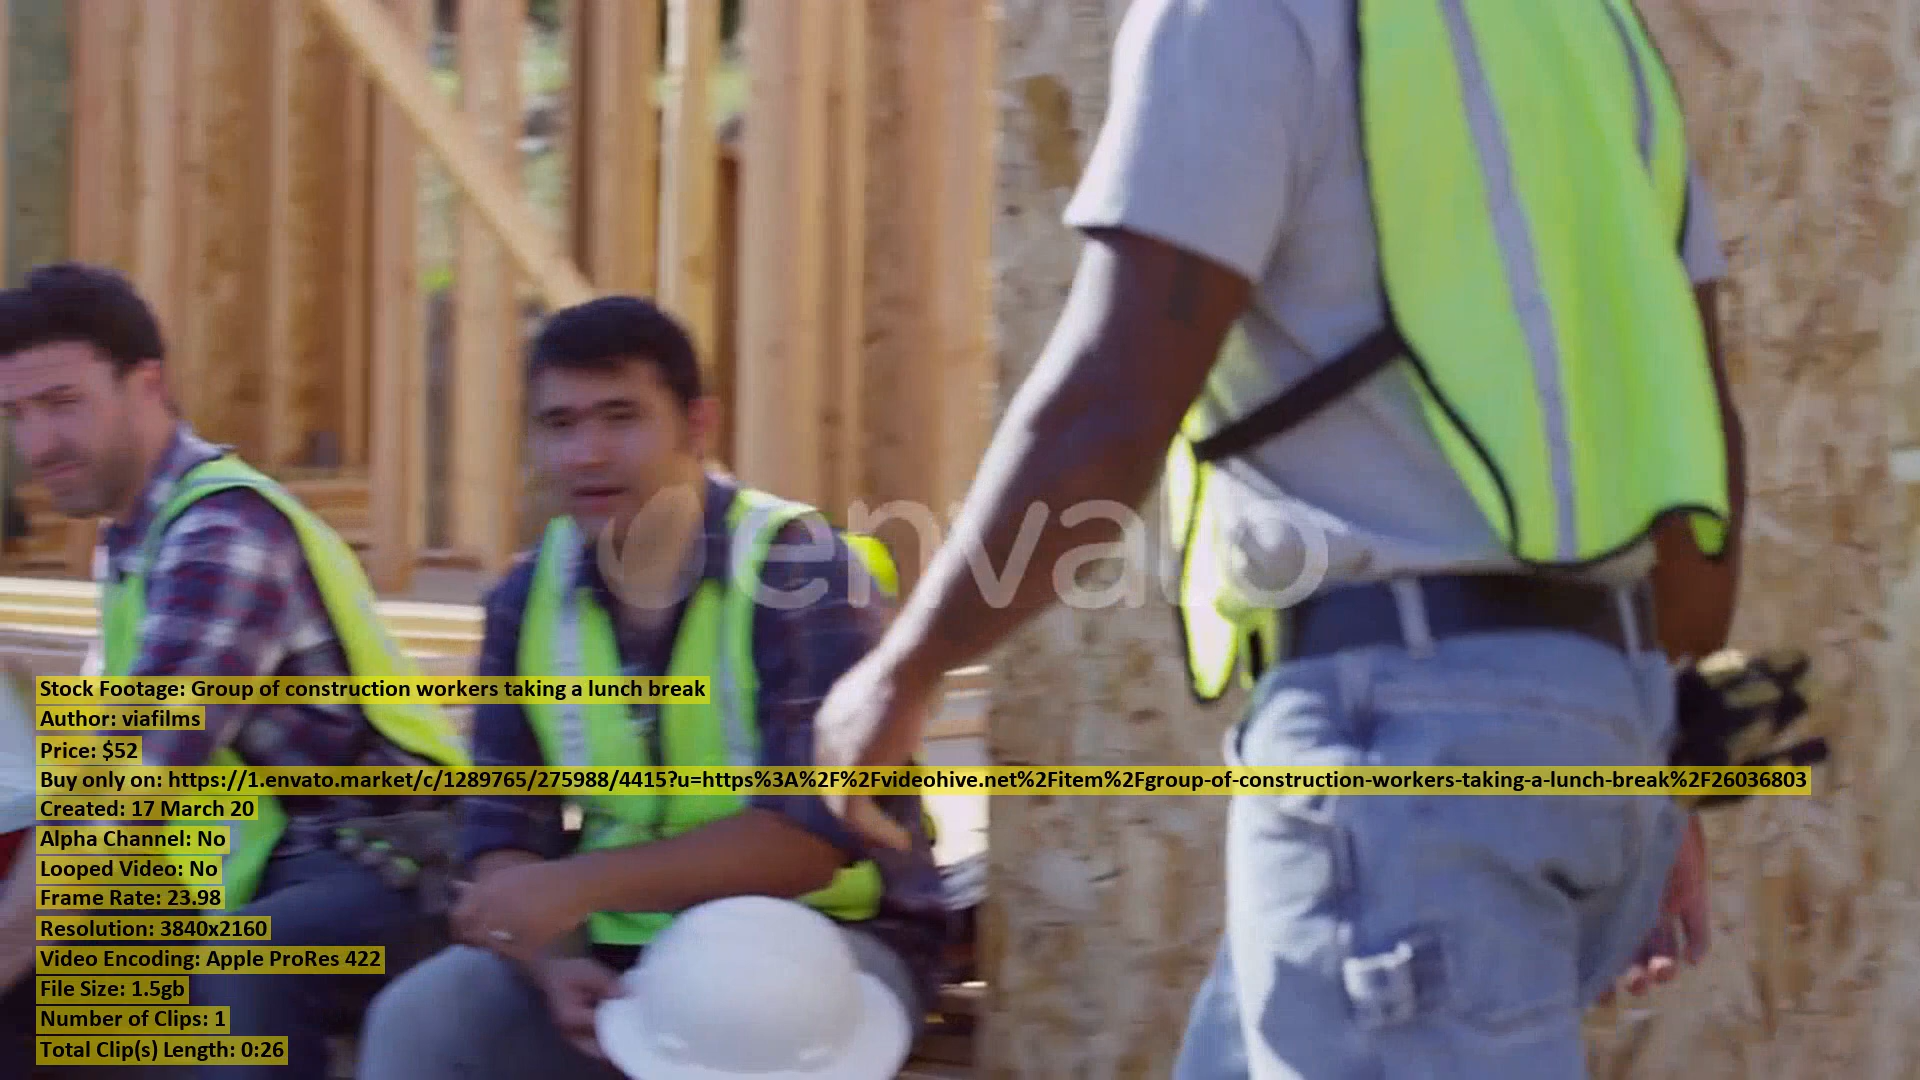 envato
Stock Footage: Group of construction workers taking a lunch break
Author: viafilms
Price: $52
Buy only on: https://1.envato.market/c/1289765/275988/4415?u=https%3A%2F%2Fvideohive.net%2Fitem%2Fgroup-of-construction-workers-taking-a-lunch-break%2F26036803
Created: 17 March 20
Alpha Channel: No
Looped Video: No
Frame Rate: 23.98
Resolution: 3840x2160
Video Encoding: Apple ProRes 422
File Size: 1.5gb
Number of Clips: 1
Total Clip(s) Length: 0:26